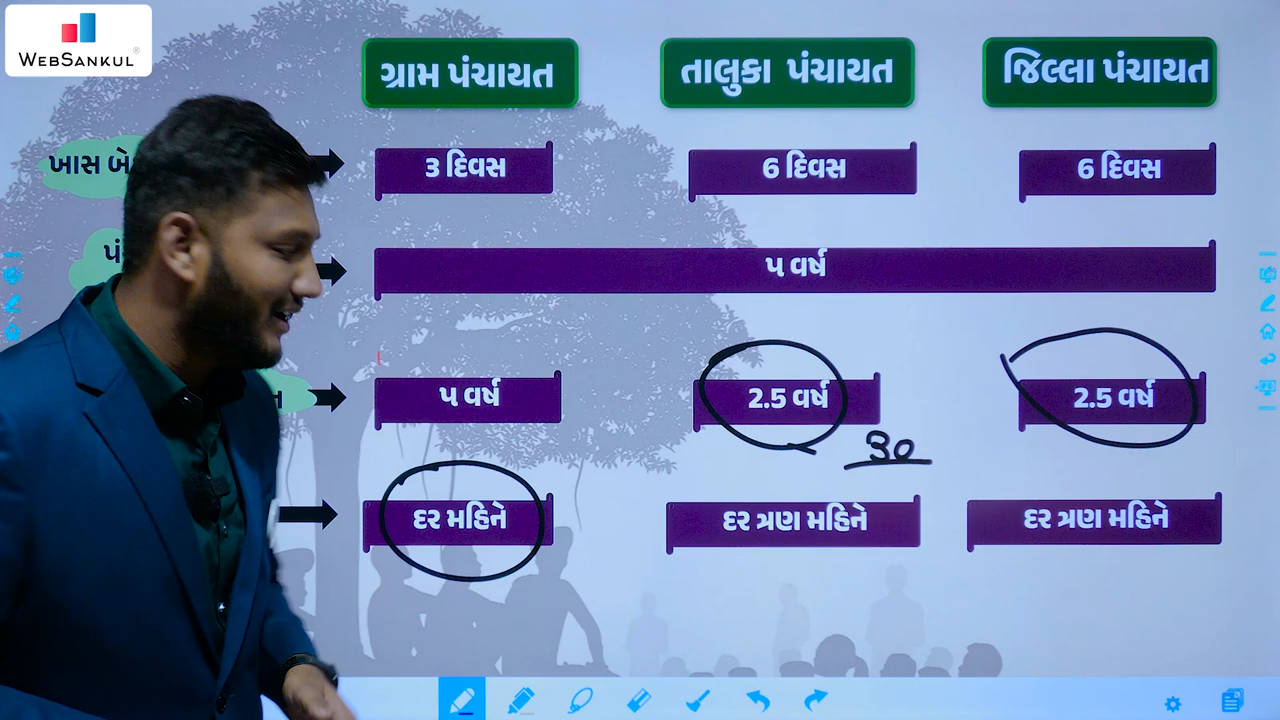 WEBSANKUL
ગ્રામ પંચાયત તાલુકા પંચાયત જિલ્લા પંચાયત
ખાસ 3 દિવસ 6 દિવસ 6 દિવસ
૫ વર્ષ
૫ વર્ષ 2.5 વર્ષ 2.5 વર્ષ
30
દર મહિને દર ત્રણ મહિને દર ત્રણ મહિને